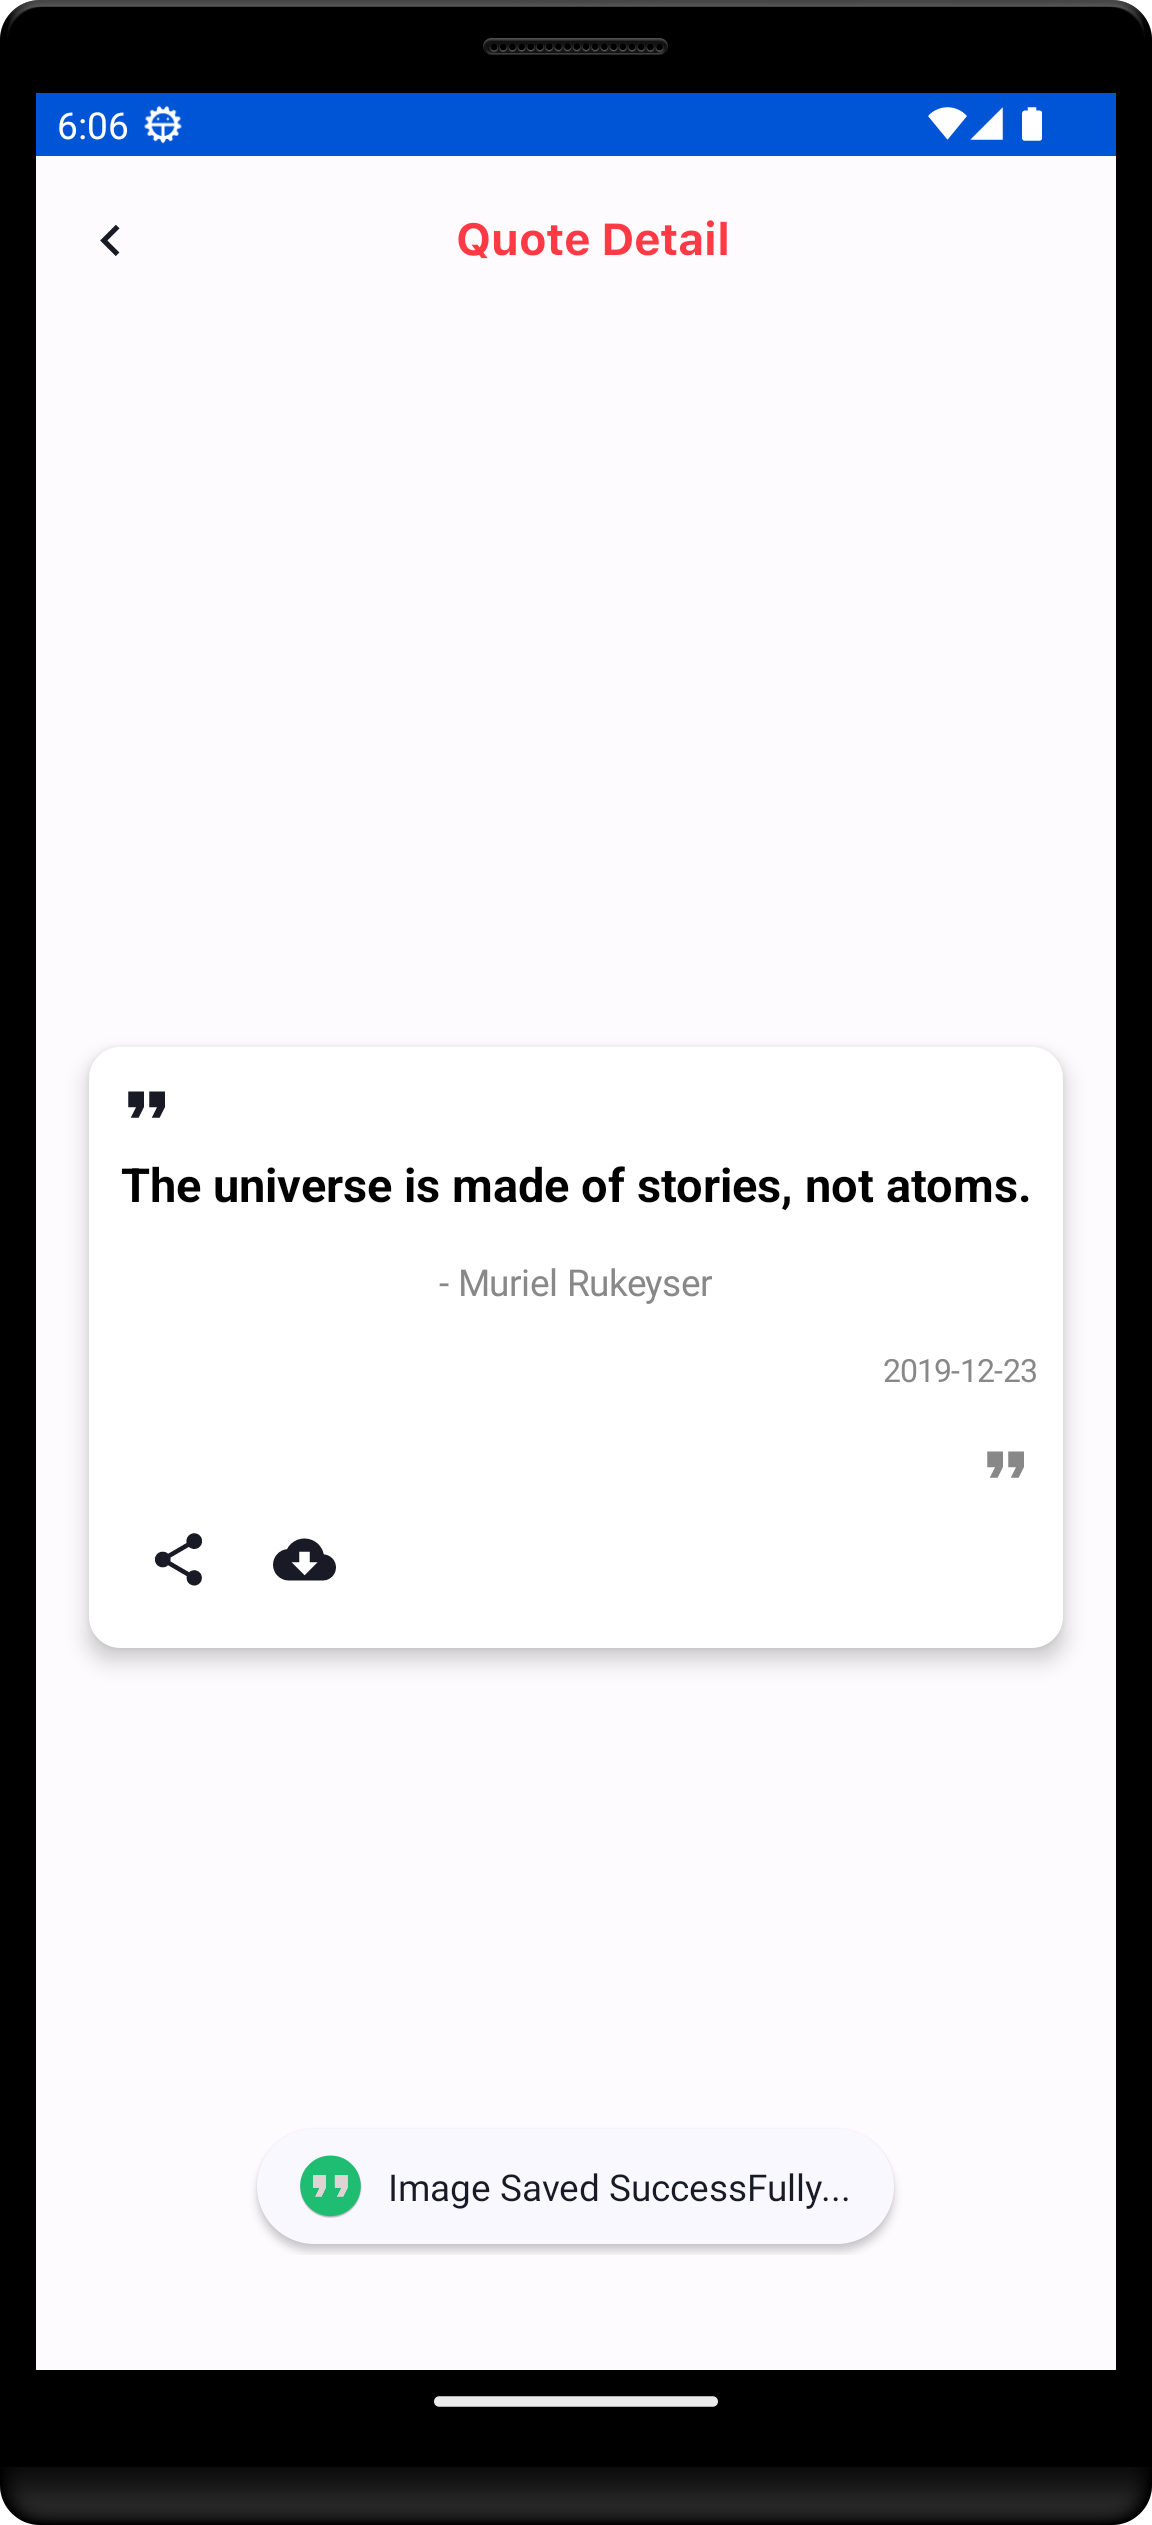 6:06
Quote Detail
The universe is made of stories, not atoms.
- Muriel Rukeyser
2019-12-23
Image Saved SuccessFully...